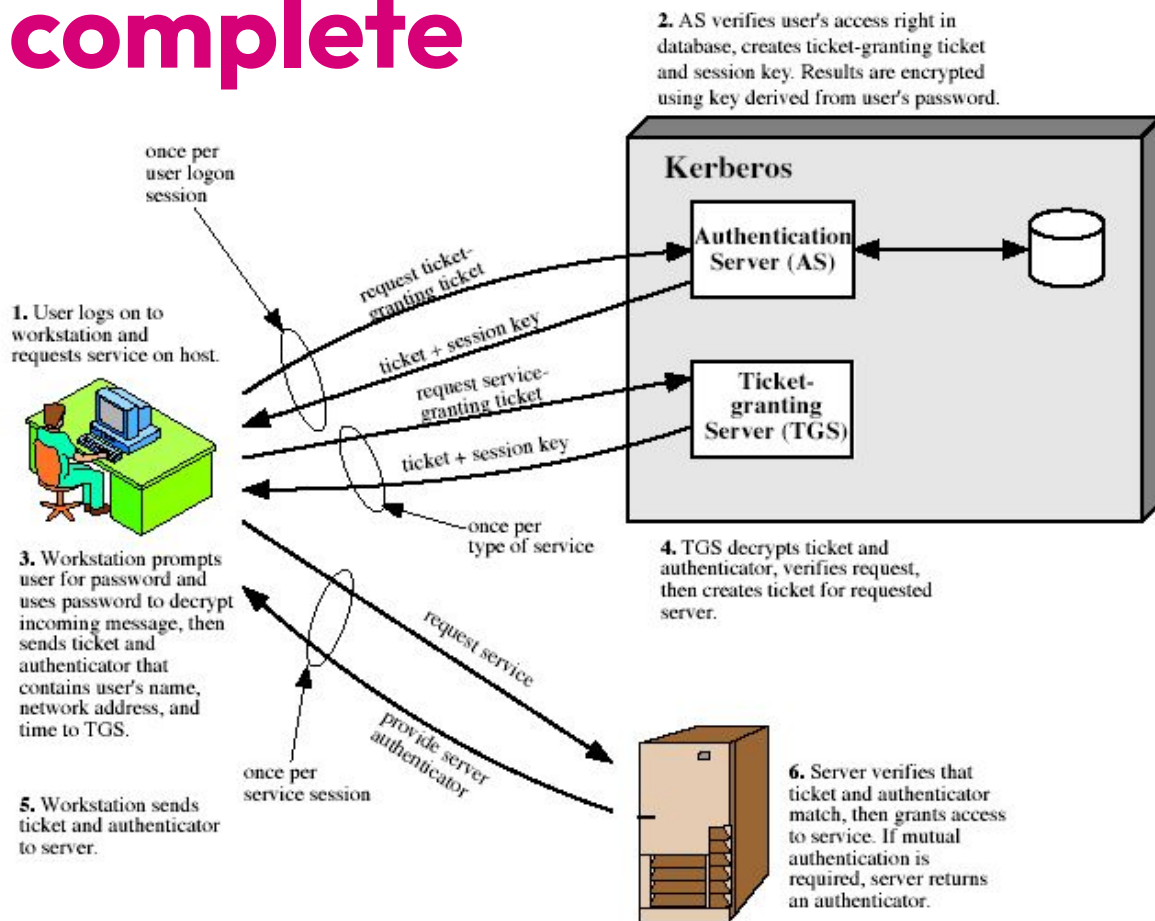 complete
2. AS verifies user's access right in
database, creates ticket-granting ticket
and session key. Results are encrypted
using key derived from user's password.
once per
user logon
session
Kerberos
Authentication
Server (AS)
request ticket-
granting ticket
1. User logs on to
workstation and
requests service on host.
ticket + session key
request service-
granting ticket
Ticket-
granting
Server (TGS)
ticket + session key
once per
type of service
3. Workstation prompts
user for password and
uses password to decrypt
incoming message, then
sends ticket and
authenticator that
contains user's name,
network address, and
time to TGS.
4. TGS decrypts ticket and
authenticator, verifies request,
then creates ticket for requested
server.
request service
provide server
authenticator
once per
service session
5. Workstation sends
ticket and authenticator
to server.
6. Server verifies that
ticket and authenticator
match, then grants access
to service. If mutual
authentication is
required, server returns
an authenticator.